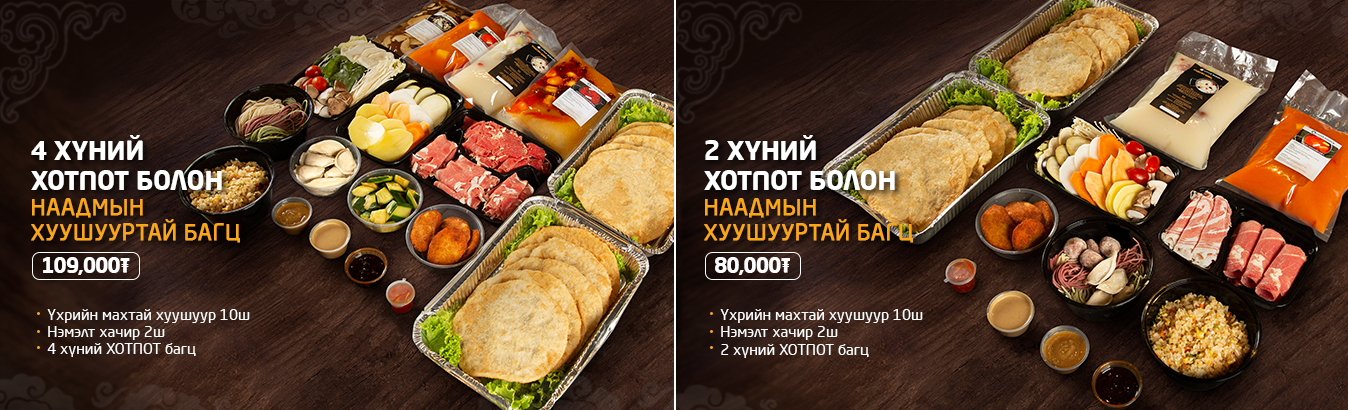 4 ХҮНИЙ
ХОТПОТ БОЛОН
НААДМЫН
ХУУШУУРТАЙ БАГЦ
109,000₮
• Үхрийн махтай хуушуур 10ш
• Нэмэлт хачир 2ш
• 4 хүний ХОТПОТ багц
2 ХҮНИЙ
ХОТПОТ БОЛОН
НААДМЫН
ХУУШУУРТАЙ БАГЦ
80,000₮
• Үхрийн махтай хуушуур 10ш
• Нэмэлт хачир 2ш
• 2 хүний ХОТПОТ багц